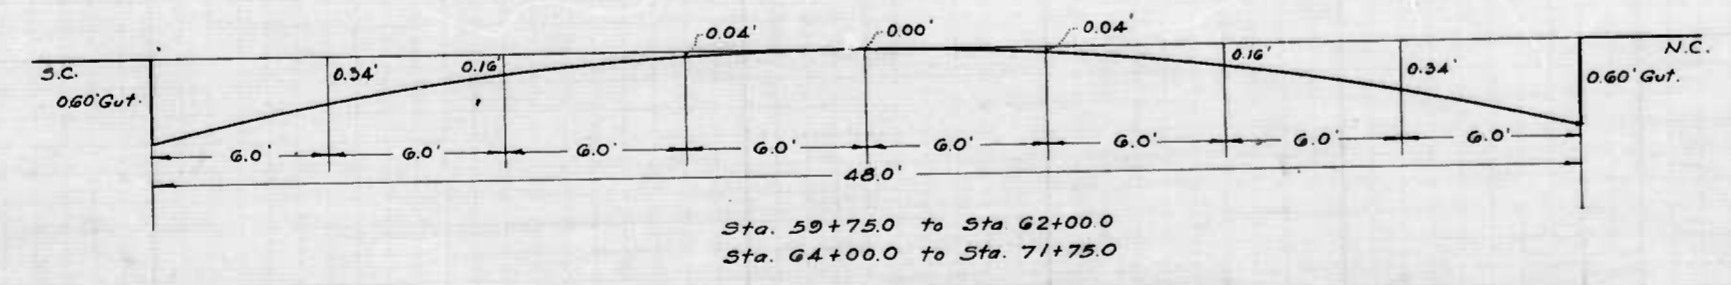 0.04' 0.00' 0.04'
S.C. 0.34' 0.16' 0.16' 0.34' N.C.
0.60' Gut. 0.60' Gut.
6.0' 6.0' 6.0' 6.0' 6.0' 6.0' 6.0' 6.0'
48.0'
Sta. 59+75.0 to Sta. 62+00.0
Sta. 64+00.0 to Sta. 71+75.0